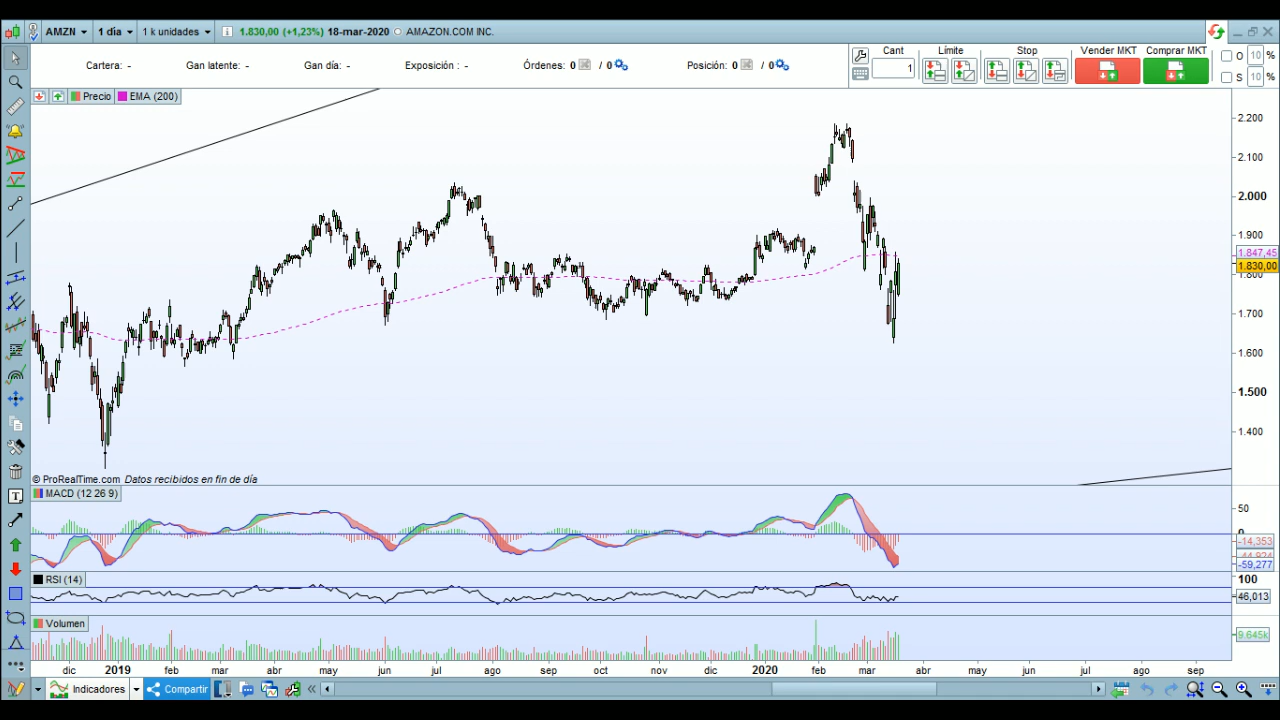 AMZN 1 día 1 k unidades 1.830,00 (+1,23%) 18-mar-2020 AMAZON.COM INC.
Cartera: - Gan latente: - Gan día: - Exposición : - Órdenes: 0 / 0 Posición: 0 / 0
Cant Límite Stop Vender MKT Comprar MKT
1
O 10 %
S 10 %
Precio EMA (200)
2.200
2.100
2.000
1.900
1.847,45
1.830,00
1.800
1.700
1.600
1.500
1.400
© ProRealTime.com Datos recibidos en fin de día
MACD (12 26 9)
50
0
-14,353
-44,924
-59,277
RSI (14)
100
46,013
Volumen
9.645k
dic 2019 feb mar abr may jun jul ago sep oct nov dic 2020 feb mar abr may jun jul ago sep
Indicadores Compartir